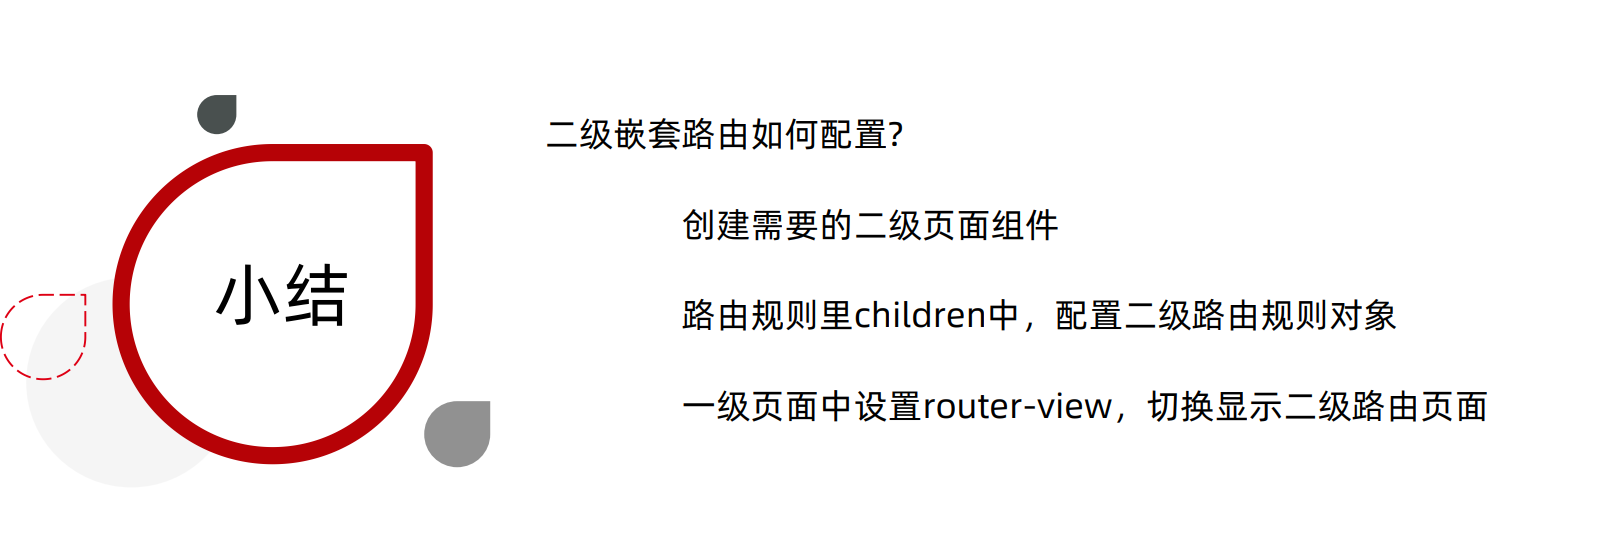 小结
二级嵌套路由如何配置?
创建需要的二级页面组件
路由规则里children中，配置二级路由规则对象
一级页面中设置router-view，切换显示二级路由页面